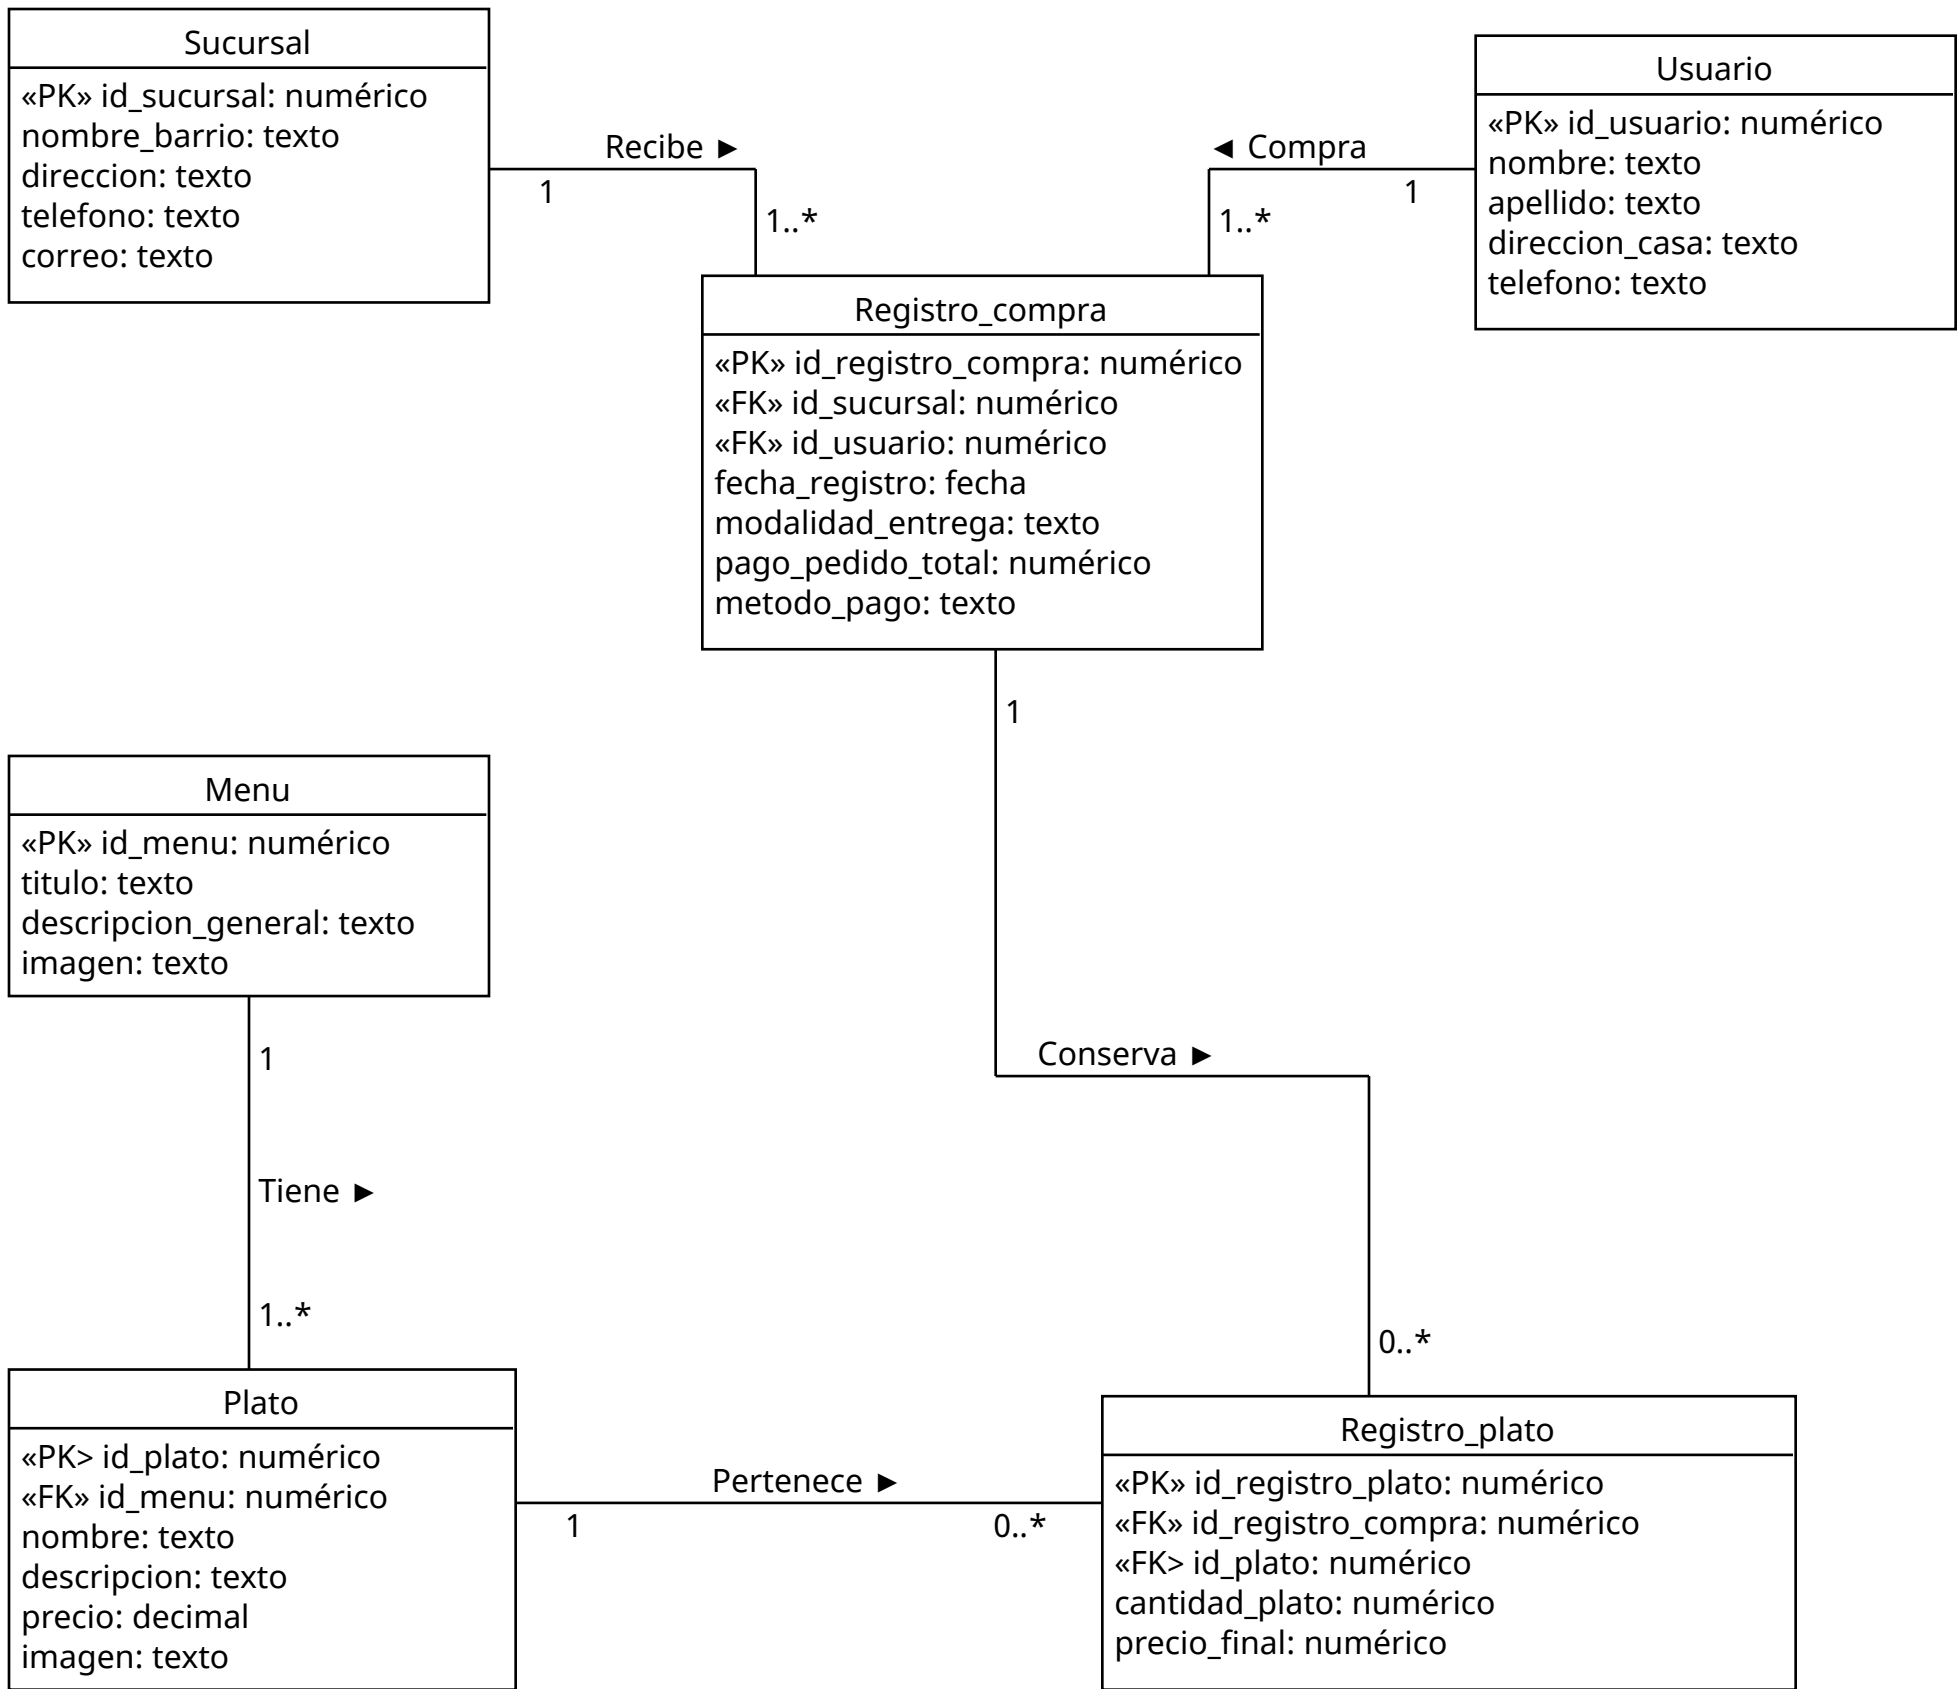 Sucursal
«PK» id_sucursal: numérico
nombre_barrio: texto
direccion: texto
telefono: texto
correo: texto
Recibe ►
1
1..*
Usuario
«PK» id_usuario: numérico
nombre: texto
apellido: texto
direccion_casa: texto
telefono: texto
◄ Compra
1
1..*
Registro_compra
«PK» id_registro_compra: numérico
«FK» id_sucursal: numérico
«FK» id_usuario: numérico
fecha_registro: fecha
modalidad_entrega: texto
pago_pedido_total: numérico
metodo_pago: texto
1
Conserva ►
0..*
Menu
«PK» id_menu: numérico
titulo: texto
descripcion_general: texto
imagen: texto
1
Tiene ►
1..*
Plato
«PK> id_plato: numérico
«FK» id_menu: numérico
nombre: texto
descripcion: texto
precio: decimal
imagen: texto
Pertenece ►
1
0..*
Registro_plato
«PK» id_registro_plato: numérico
«FK» id_registro_compra: numérico
«FK> id_plato: numérico
cantidad_plato: numérico
precio_final: numérico